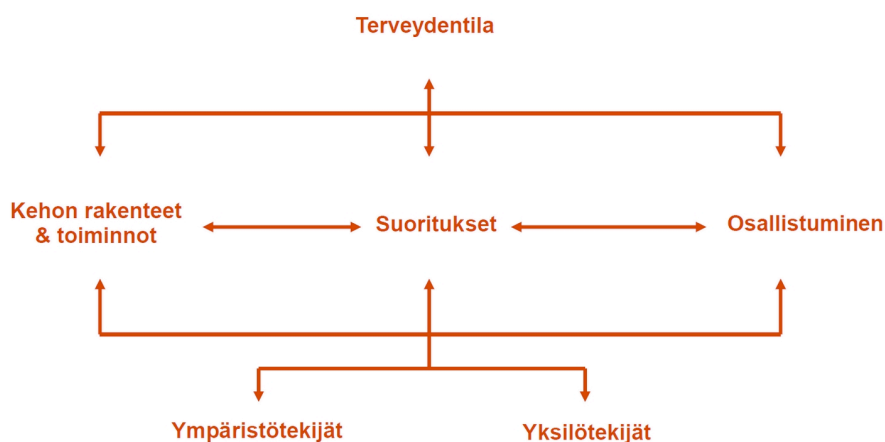 Terveydentila
Kehon rakenteet
& toiminnot
Suoritukset
Osallistuminen
Ympäristötekijät
Yksilötekijät